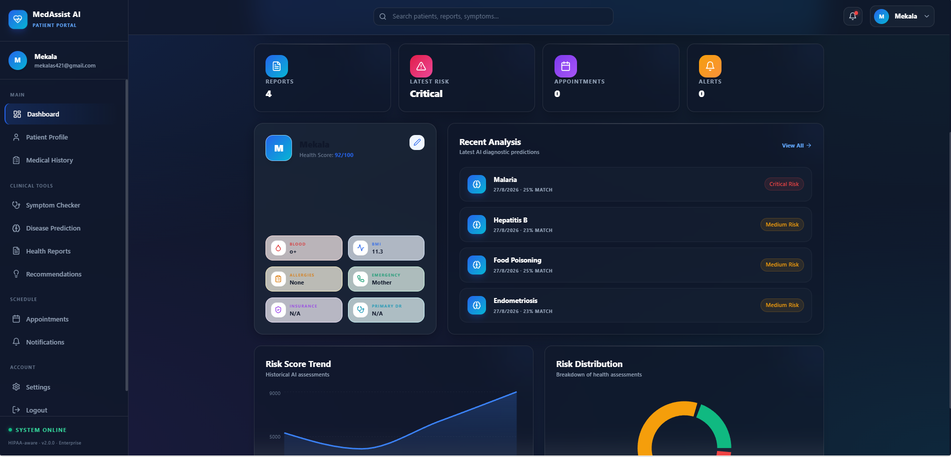 MedAssist AI
PATIENT PORTAL
Search patients, reports, symptoms...
M
Mekala
M
Mekala
mekalas421@gmail.com
MAIN
Dashboard
Patient Profile
Medical History
CLINICAL TOOLS
Symptom Checker
Disease Prediction
Health Reports
Recommendations
SCHEDULE
Appointments
Notifications
ACCOUNT
Settings
Logout
SYSTEM ONLINE
HIPAA-aware · v2.0.0 · Enterprise
REPORTS
4
LATEST RISK
Critical
APPOINTMENTS
0
ALERTS
0
M
Mekala
Health Score: 92/100
BLOOD
o+
BMI
11.3
ALLERGIES
None
EMERGENCY
Mother
INSURANCE
N/A
PRIMARY DR
N/A
Recent Analysis
Latest AI diagnostic predictions
View All →
Malaria
27/8/2026 · 25% MATCH
Critical Risk
Hepatitis B
27/8/2026 · 25% MATCH
Medium Risk
Food Poisoning
27/8/2026 · 25% MATCH
Medium Risk
Endometriosis
27/8/2026 · 23% MATCH
Medium Risk
Risk Score Trend
Historical AI assessments
Risk Distribution
Breakdown of health assessments